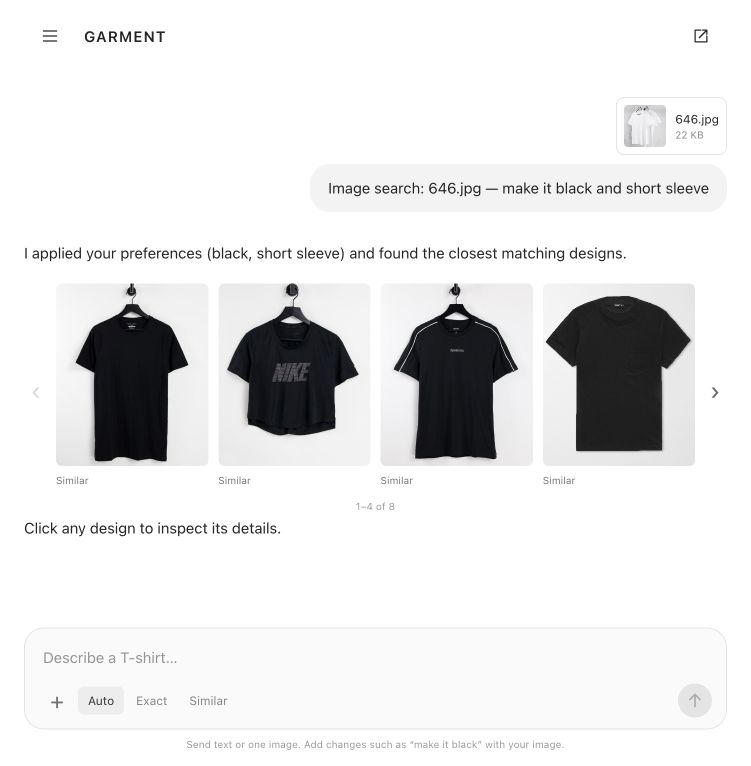 GARMENT
646.jpg
22 KB
Image search: 646.jpg — make it black and short sleeve
I applied your preferences (black, short sleeve) and found the closest matching designs.
NIKE
Similar
Similar
Similar
Similar
1–4 of 8
Click any design to inspect its details.
Describe a T-shirt...
Auto
Exact
Similar
Send text or one image. Add changes such as “make it black” with your image.